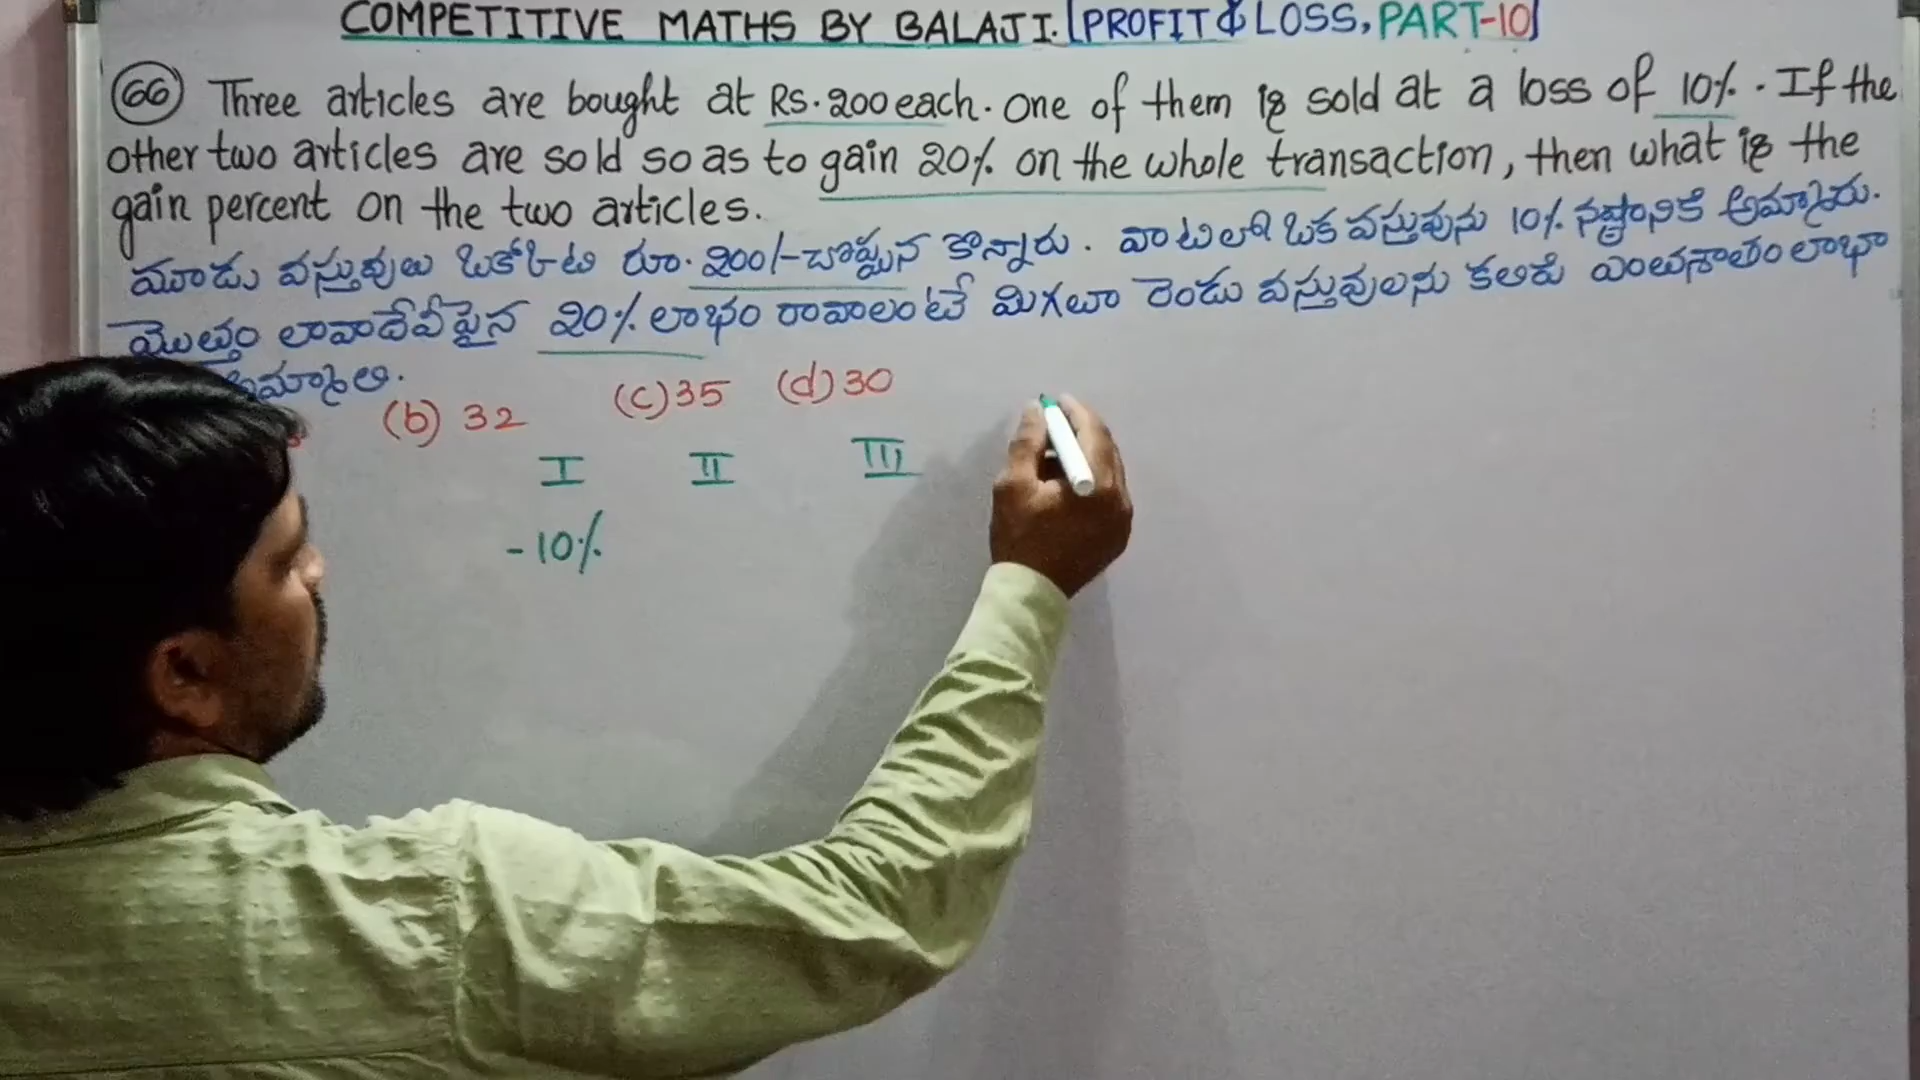 COMPETITIVE MATHS BY BALAJI. [PROFIT & LOSS, PART-10]
66 Three articles are bought at RS.200 each. one of them is sold at a loss of 10%. If the
other two articles are sold so as to gain 20% on the whole transaction, then what is the
gain percent on the two articles.
మూడు వస్తువులు ఒకొక్కటి రూ. 200/- చొప్పున కొన్నారు. వాటిలో ఒక వస్తువును 10% నష్టానికి అమ్మారు.
మొత్తం లావాదేవీపైన 20% లాభం రావాలంటే మిగలూ రెండు వస్తువులను కలిపి ఎంతశాతం లాభా
అమ్మాలి.
(b) 32 (c) 35 (d) 30
I II III
-10%